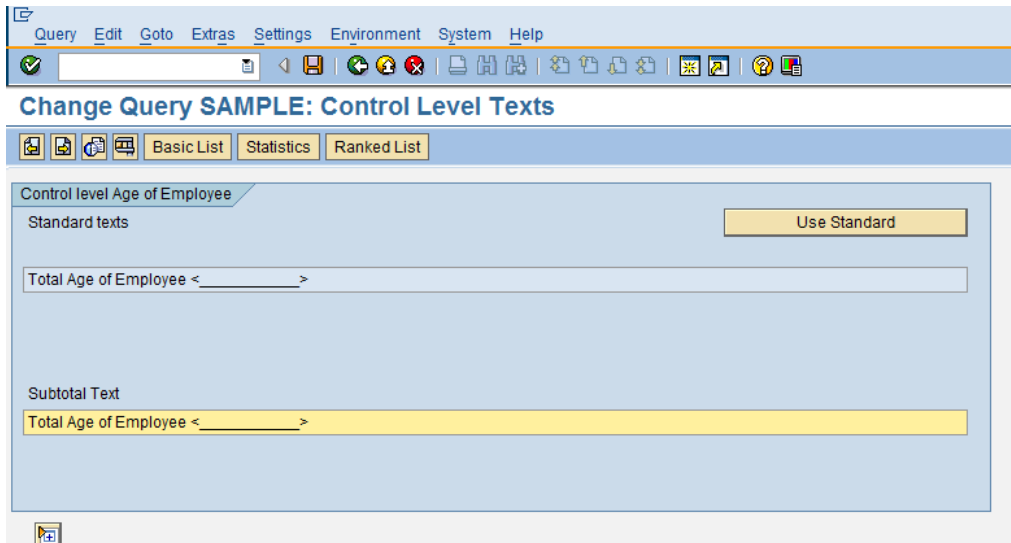 Query Edit Goto Extras Settings Environment System Help
Change Query SAMPLE: Control Level Texts
Basic List Statistics Ranked List
Control level Age of Employee
Standard texts Use Standard
Total Age of Employee <____________>
Subtotal Text
Total Age of Employee <____________>